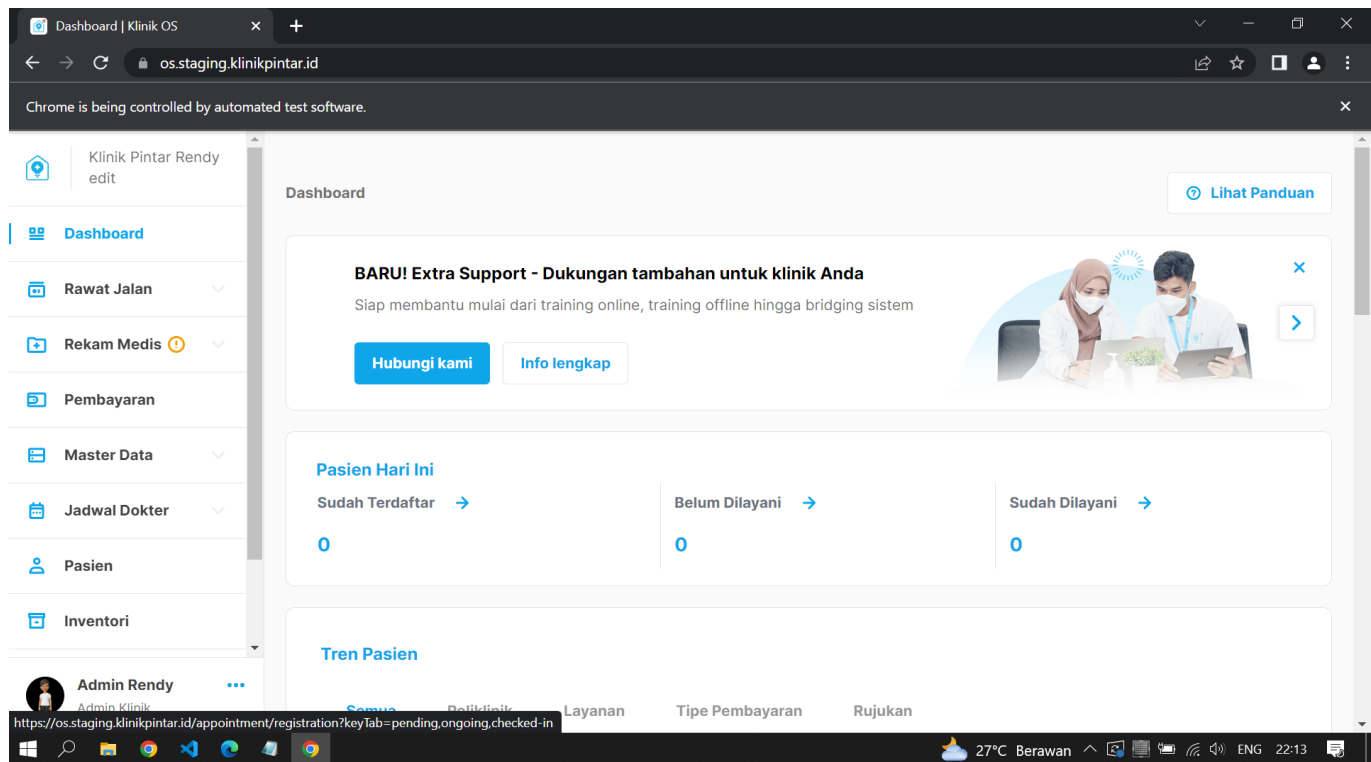 Dashboard | Klinik OS
os.staging.klinikpintar.id
Chrome is being controlled by automated test software.
Klinik Pintar Rendy
edit
Dashboard
Rawat Jalan
Rekam Medis
Pembayaran
Master Data
Jadwal Dokter
Pasien
Inventori
Admin Rendy
Admin Klinik
Dashboard
Lihat Panduan
BARU! Extra Support - Dukungan tambahan untuk klinik Anda
Siap membantu mulai dari training online, training offline hingga bridging sistem
Hubungi kami
Info lengkap
Pasien Hari Ini
Sudah Terdaftar
0
Belum Dilayani
0
Sudah Dilayani
0
Tren Pasien
Semua Poliklinik Layanan Tipe Pembayaran Rujukan
https://os.staging.klinikpintar.id/appointment/registration?keyTab=pending,ongoing,checked-in
27°C Berawan ENG 22:13